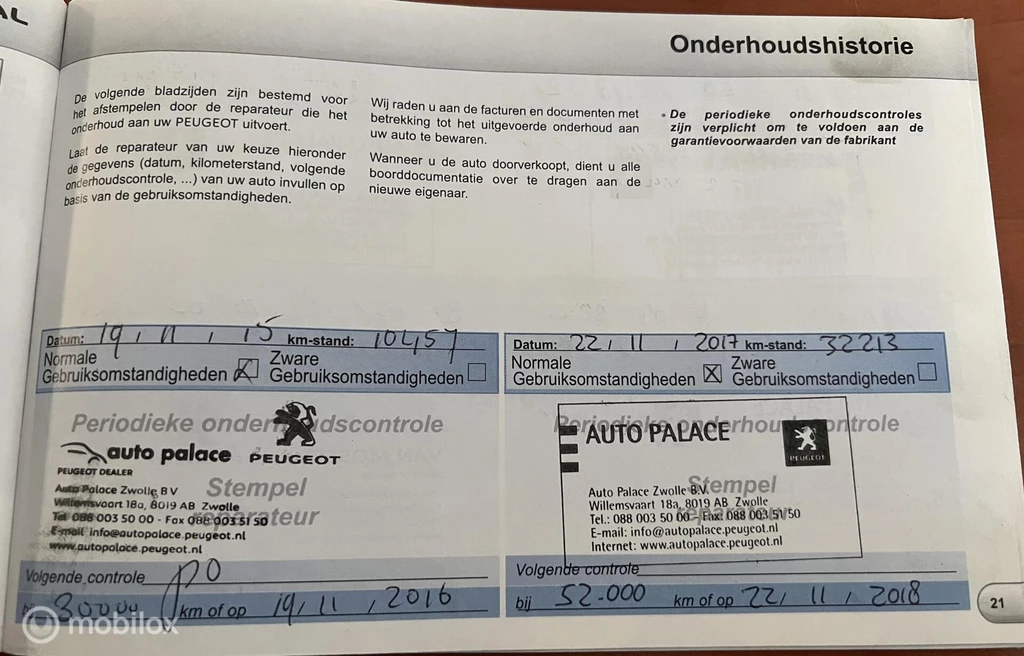 AL
Onderhoudshistorie
De volgende bladzijden zijn bestemd voor
het afstempelen door de reparateur die het
onderhoud aan uw PEUGEOT uitvoert.
Laat de reparateur van uw keuze hieronder
de gegevens (datum, kilometerstand, volgende
onderhoudscontrole, ...) van uw auto invullen op
basis van de gebruiksomstandigheden.
Wij raden u aan de facturen en documenten met
betrekking tot het uitgevoerde onderhoud aan
uw auto te bewaren.
Wanneer u de auto doorverkoopt, dient u alle
boorddocumentatie over te dragen aan de
nieuwe eigenaar.
• De periodieke onderhoudscontroles
zijn verplicht om te voldoen aan de
garantievoorwaarden van de fabrikant
Datum: 19 / 11 / 15 km-stand: 10457
Normale
Gebruiksomstandigheden X
Zware
Gebruiksomstandigheden
Periodieke onderhoudscontrole
auto palace PEUGEOT
PEUGEOT DEALER
Stempel
reparateur
Auto Palace Zwolle B V
Willemsvaart 18a, 8019 AB Zwolle
Tel 088 003 50 00 - Fax 088 003 51 50
E-mail info@autopalace.peugeot.nl
www.autopalace.peugeot.nl
Volgende controle
bij 30000 km of op 19 / 11 , 2016
Datum: 22 / 11 / 2017 km-stand: 32213
Normale
Gebruiksomstandigheden X
Zware
Gebruiksomstandigheden
Periodieke onderhoudscontrole
AUTO PALACE
PEUGEOT
Stempel
reparateur
Auto Palace Zwolle B.V.
Willemsvaart 18a, 8019 AB Zwolle
Tel.: 088 003 50 00 - Fax: 088 003 51 50
E-mail: info@autopalace.peugeot.nl
Internet: www.autopalace.peugeot.nl
Volgende controle
bij 52.000 km of op 22 / 11 / 2018
21
mobilox